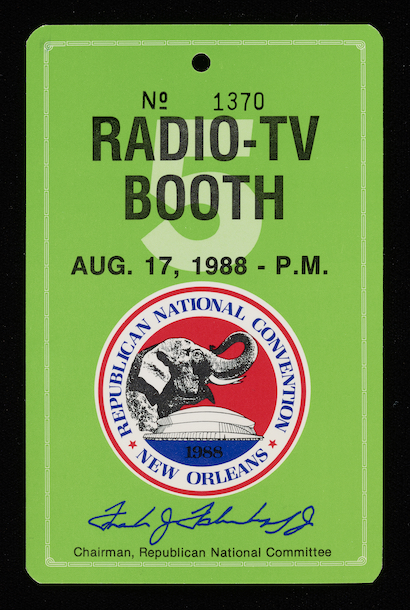 Nº 1370
5
RADIO-TV
BOOTH
AUG. 17, 1988 - P.M.
REPUBLICAN NATIONAL CONVENTION
1988
★ NEW ORLEANS ★
Chairman, Republican National Committee